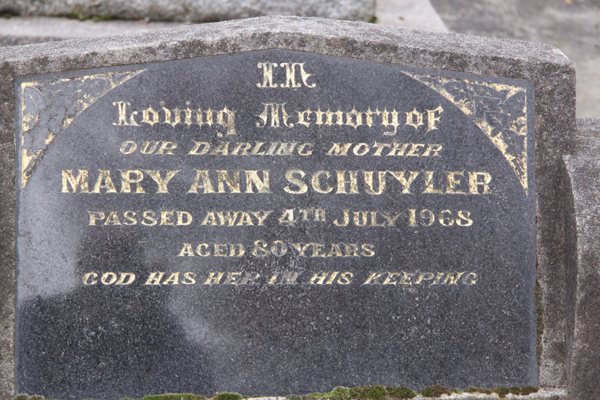 In
Loving Memory of
OUR DARLING MOTHER
MARY ANN SCHUYLER
PASSED AWAY 4TH JULY 1968
AGED 80 YEARS
GOD HAS HER IN HIS KEEPING